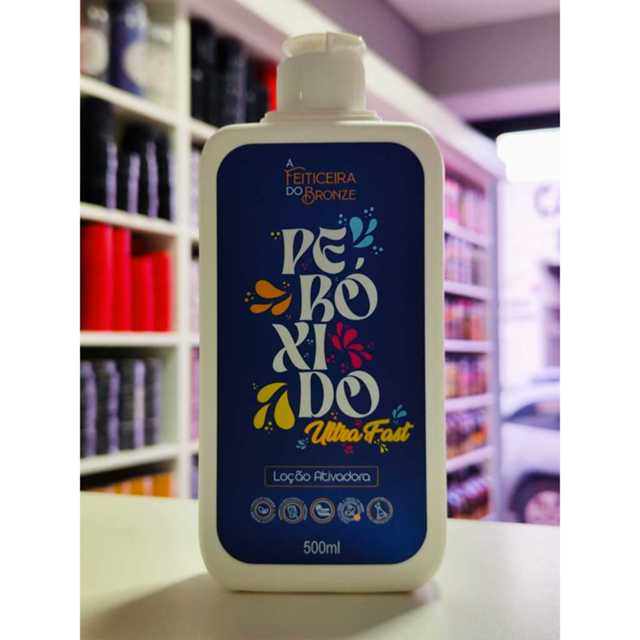 A
FEITICEIRA
DO BRONZE
PE
RÓ
XI
DO
Ultra Fast
Loção Ativadora
500ml